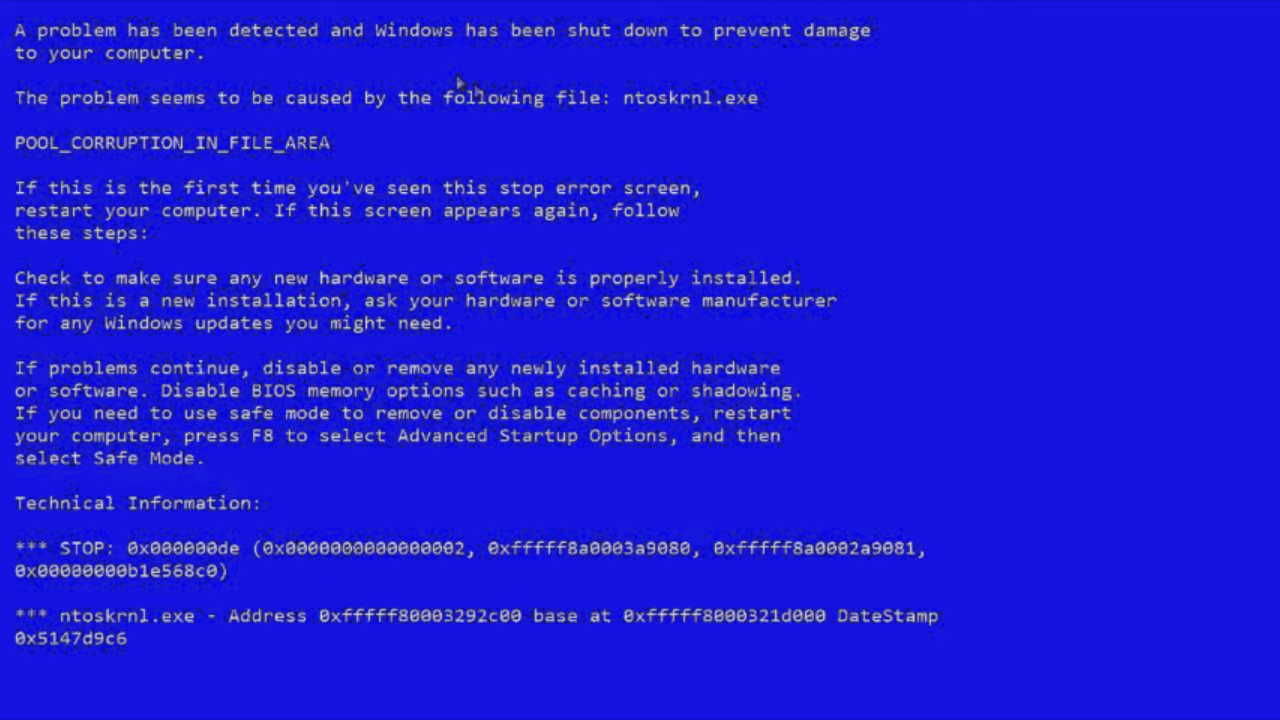 A problem has been detected and Windows has been shut down to prevent damage
to your computer.
The problem seems to be caused by the following file: ntoskrnl.exe
POOL_CORRUPTION_IN_FILE_AREA
If this is the first time you've seen this stop error screen,
restart your computer. If this screen appears again, follow
these steps:
Check to make sure any new hardware or software is properly installed.
If this is a new installation, ask your hardware or software manufacturer
for any Windows updates you might need.
If problems continue, disable or remove any newly installed hardware
or software. Disable BIOS memory options such as caching or shadowing.
If you need to use safe mode to remove or disable components, restart
your computer, press F8 to select Advanced Startup Options, and then
select Safe Mode.
Technical Information:
*** STOP: 0x000000de (0x0000000000000002, 0xfffff8a0003a9080, 0xfffff8a0002a9081,
0x00000000b1e568c0)
*** ntoskrnl.exe - Address 0xfffff80003292c00 base at 0xfffff8000321d000 DateStamp
0x5147d9c6